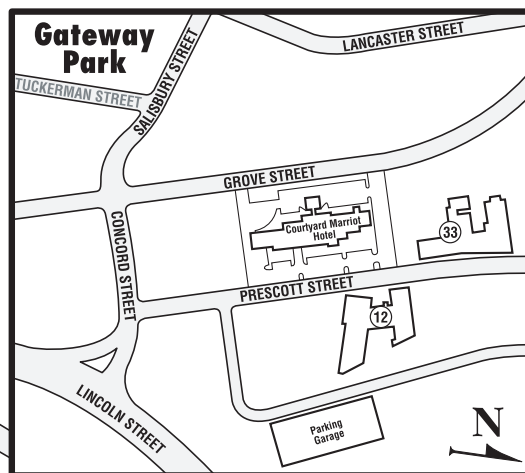 Gateway
Park
LANCASTER STREET
TUCKERMAN STREET
SALISBURY STREET
GROVE STREET
Courtyard Marriot
Hotel
33
CONCORD STREET
PRESCOTT STREET
12
LINCOLN STREET
Parking
Garage
N